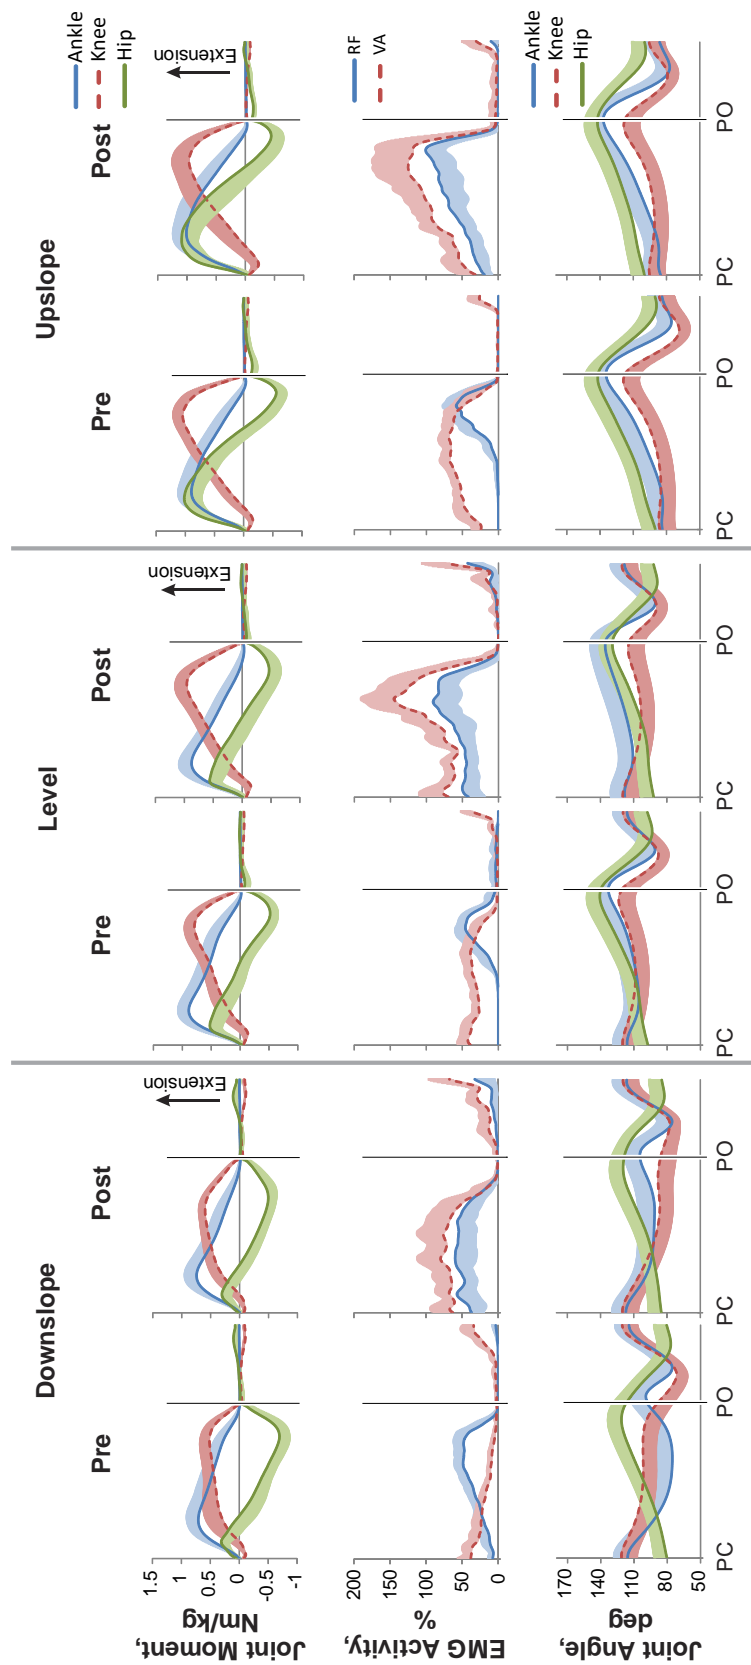 Downslope
Level
Upslope
Pre
Post
Pre
Post
Pre
Post
Joint Moment,
Nm/kg
1.5
1
0.5
0
-0.5
-1
Extension
Extension
Extension
Ankle
Knee
Hip
EMG Activity,
%
200
150
100
50
0
RF
VA
Joint Angle,
deg
170
140
110
80
50
Ankle
Knee
Hip
PC
PO
PC
PO
PC
PO
PC
PO
PC
PO
PC
PO